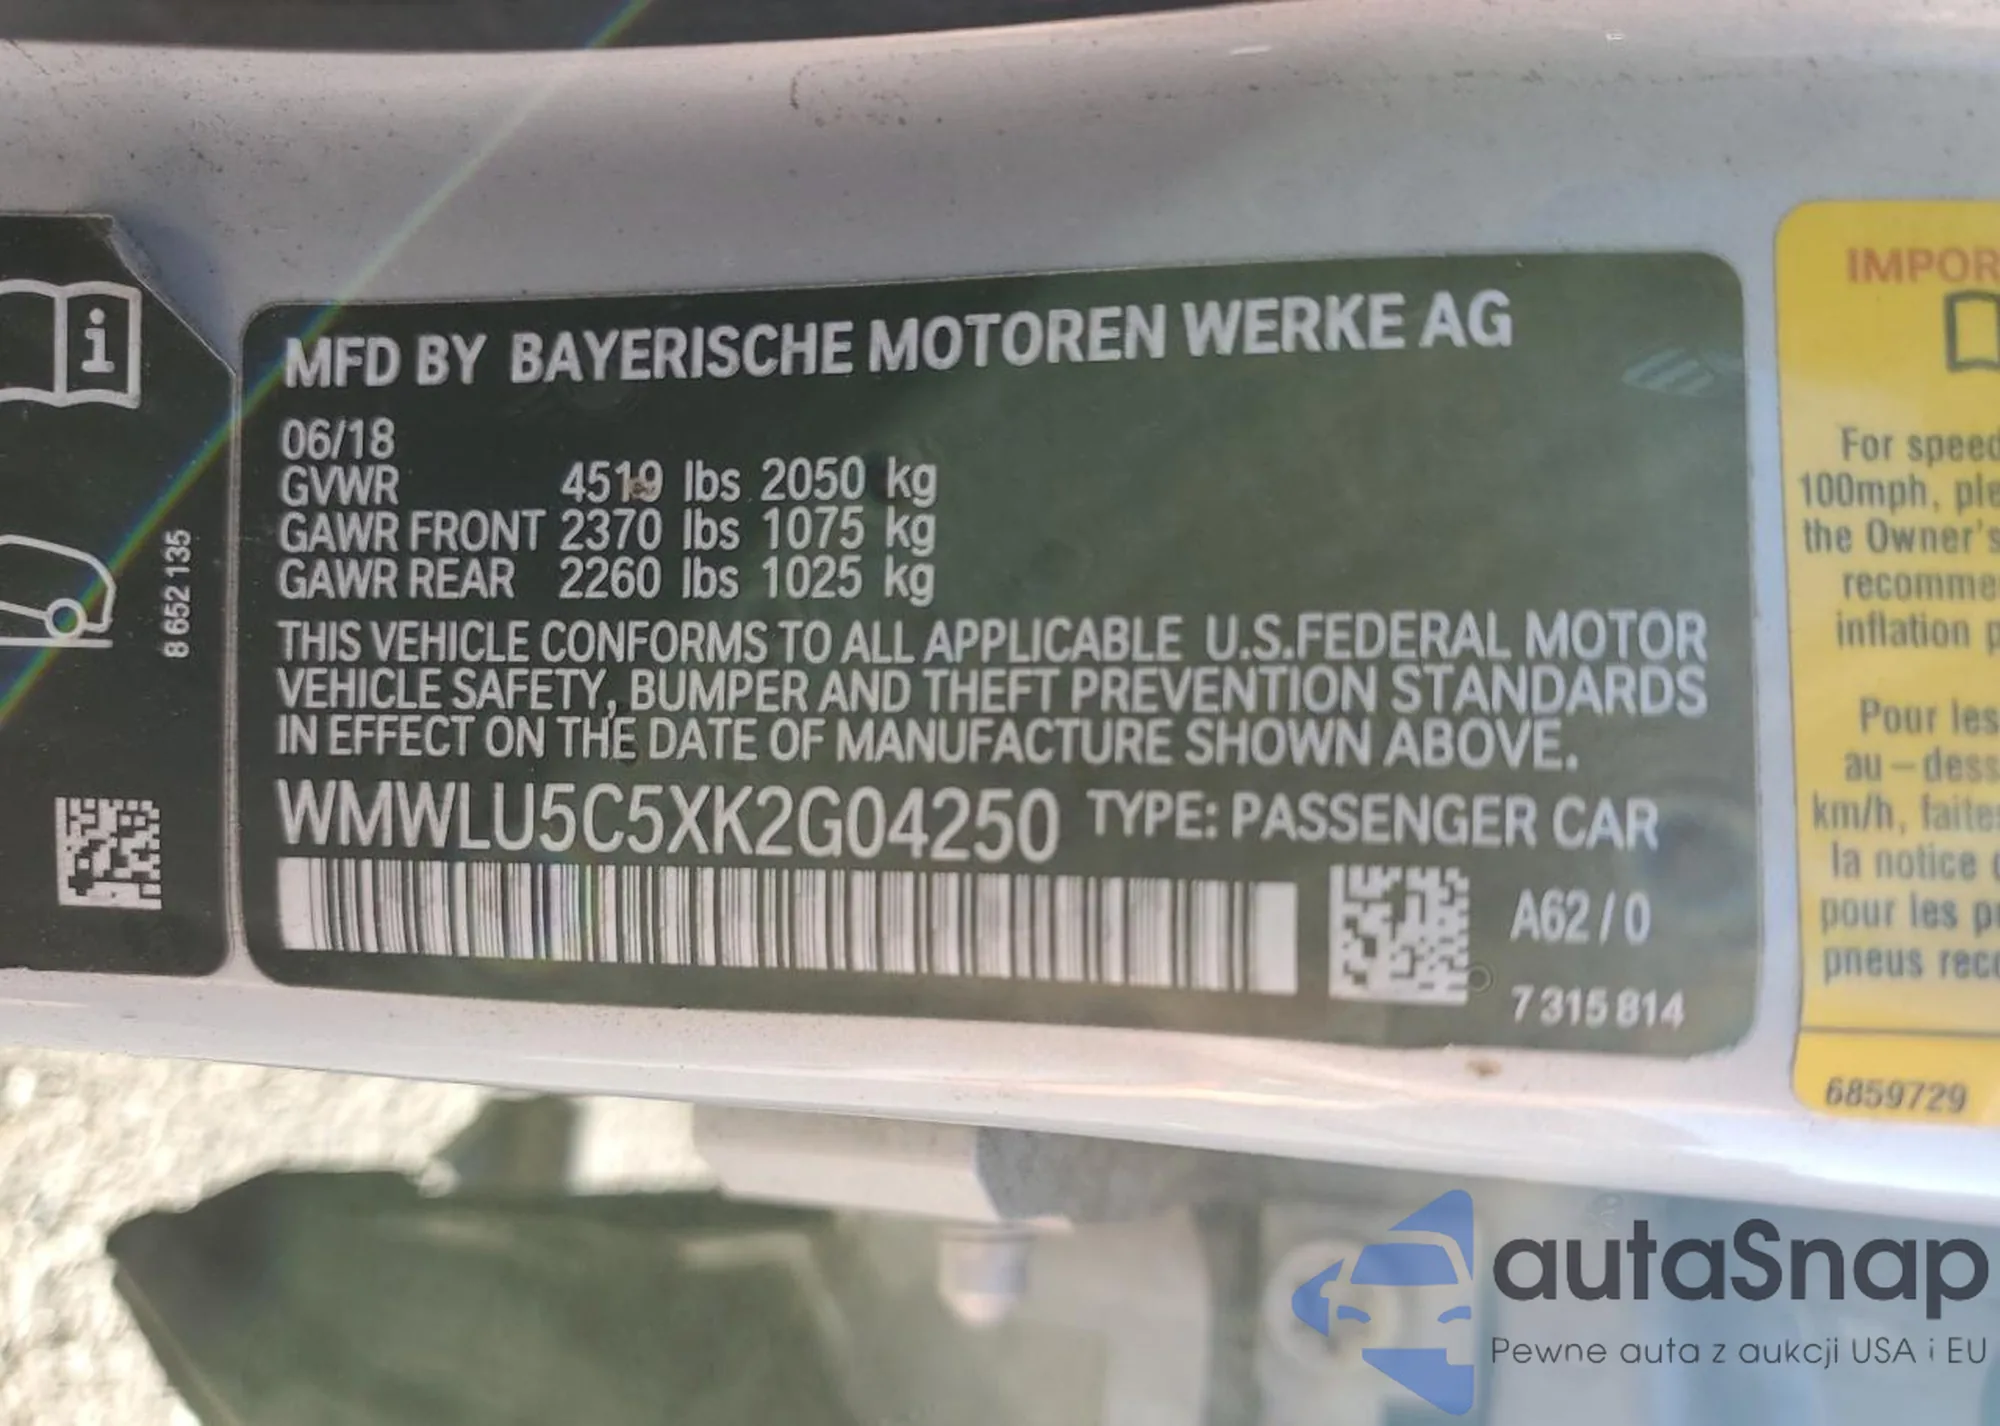 8 652 135
MFD BY BAYERISCHE MOTOREN WERKE AG
06/18
GVWR 4519 lbs 2050 kg
GAWR FRONT 2370 lbs 1075 kg
GAWR REAR 2260 lbs 1025 kg
THIS VEHICLE CONFORMS TO ALL APPLICABLE U.S.FEDERAL MOTOR
VEHICLE SAFETY, BUMPER AND THEFT PREVENTION STANDARDS
IN EFFECT ON THE DATE OF MANUFACTURE SHOWN ABOVE.
WMWLU5C5XK2G04250 TYPE: PASSENGER CAR
A62/0
7 315 814
IMPOR
For speed
100mph, ple
the Owner's
recomme
inflation p
Pour les
au-dess
km/h, faites
la notice
pour les p
pneus reco
6859729
autaSnap
Pewne auta z aukcji USA i EU